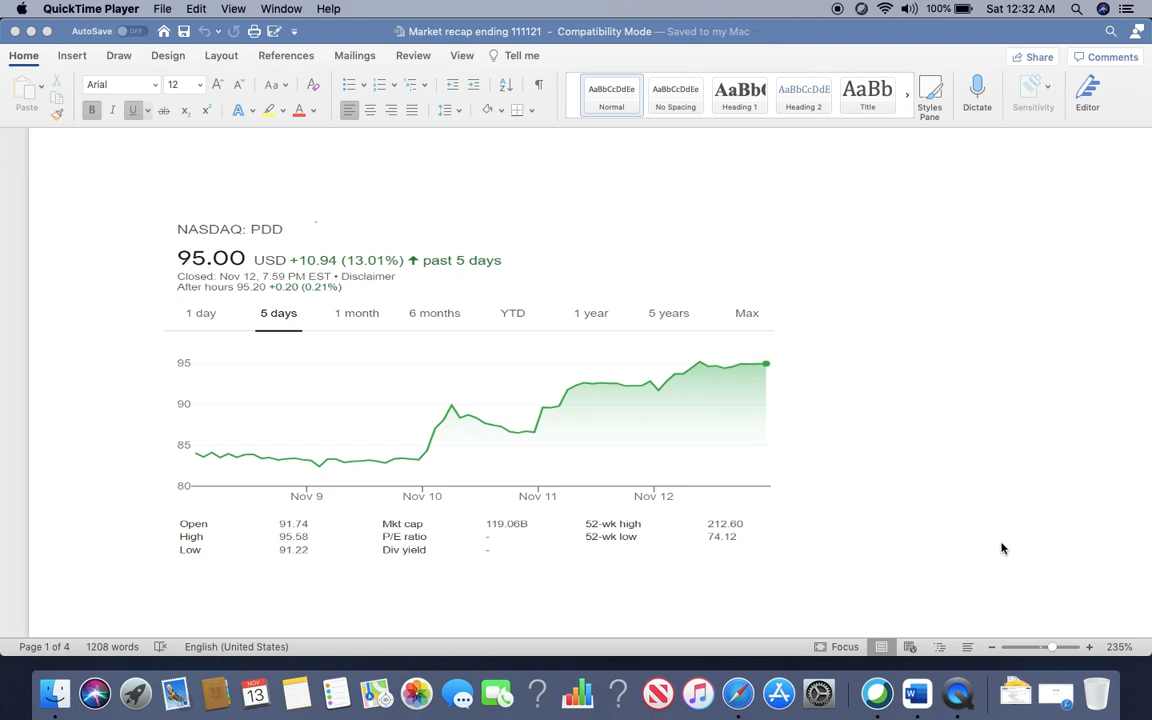 QuickTime Player File Edit View Window Help 100% Sat 12:32 AM
AutoSave OFF Market recap ending 111121 - Compatibility Mode — Saved to my Mac
Home Insert Draw Design Layout References Mailings Review View Tell me Share Comments
Paste Arial 12 A A Aa A
B I U ab x₂ x² A A
AaBbCcDdEe Normal
AaBbCcDdEe No Spacing
AaBbC Heading 1
AaBbCcDdE Heading 2
AaBb Title
Styles Pane
Dictate
Sensitivity
Editor
NASDAQ: PDD
95.00 USD +10.94 (13.01%) ↑ past 5 days
Closed: Nov 12, 7:59 PM EST • Disclaimer
After hours 95.20 +0.20 (0.21%)
1 day 5 days 1 month 6 months YTD 1 year 5 years Max
95
90
85
80
Nov 9 Nov 10 Nov 11 Nov 12
Open 91.74 Mkt cap 119.06B 52-wk high 212.60
High 95.58 P/E ratio - 52-wk low 74.12
Low 91.22 Div yield -
Page 1 of 4 1208 words English (United States) Focus 235%
NOV 13